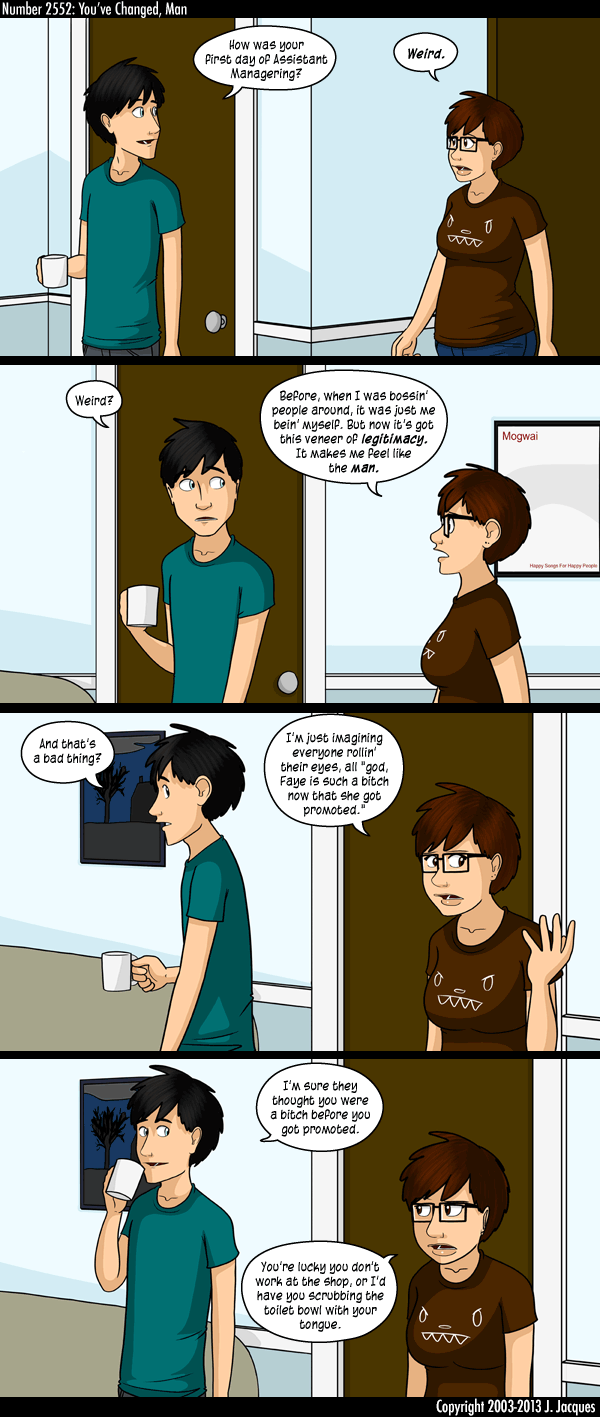 Number 2552: You've Changed, Man
How was your
first day of Assistant
Managering?
Weird.
Weird?
Before, when I was bossin'
people around, it was just me
bein' myself. But now it's got
this veneer of legitimacy.
It makes me feel like
the man.
Mogwai
Happy Songs For Happy People
And that's
a bad thing?
I'm just imagining
everyone rollin'
their eyes, all "god,
Faye is such a bitch
now that she got
promoted."
I'm sure they
thought you were
a bitch before you
got promoted.
You're lucky you don't
work at the shop, or I'd
have you scrubbing the
toilet bowl with your
tongue.
Copyright 2003-2013 J. Jacques